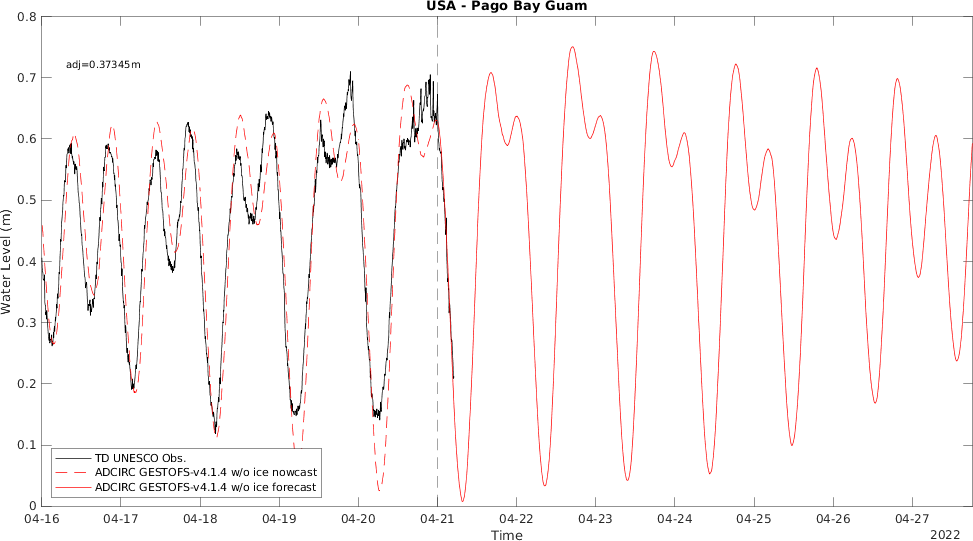 USA - Pago Bay Guam
0.8
0.7
0.6
0.5
0.4
0.3
0.2
0.1
0
Water Level (m)
adj=0.37345m
TD UNESCO Obs.
ADCIRC GESTOFS-v4.1.4 w/o ice nowcast
ADCIRC GESTOFS-v4.1.4 w/o ice forecast
04-16 04-17 04-18 04-19 04-20 04-21 04-22 04-23 04-24 04-25 04-26 04-27
Time
2022